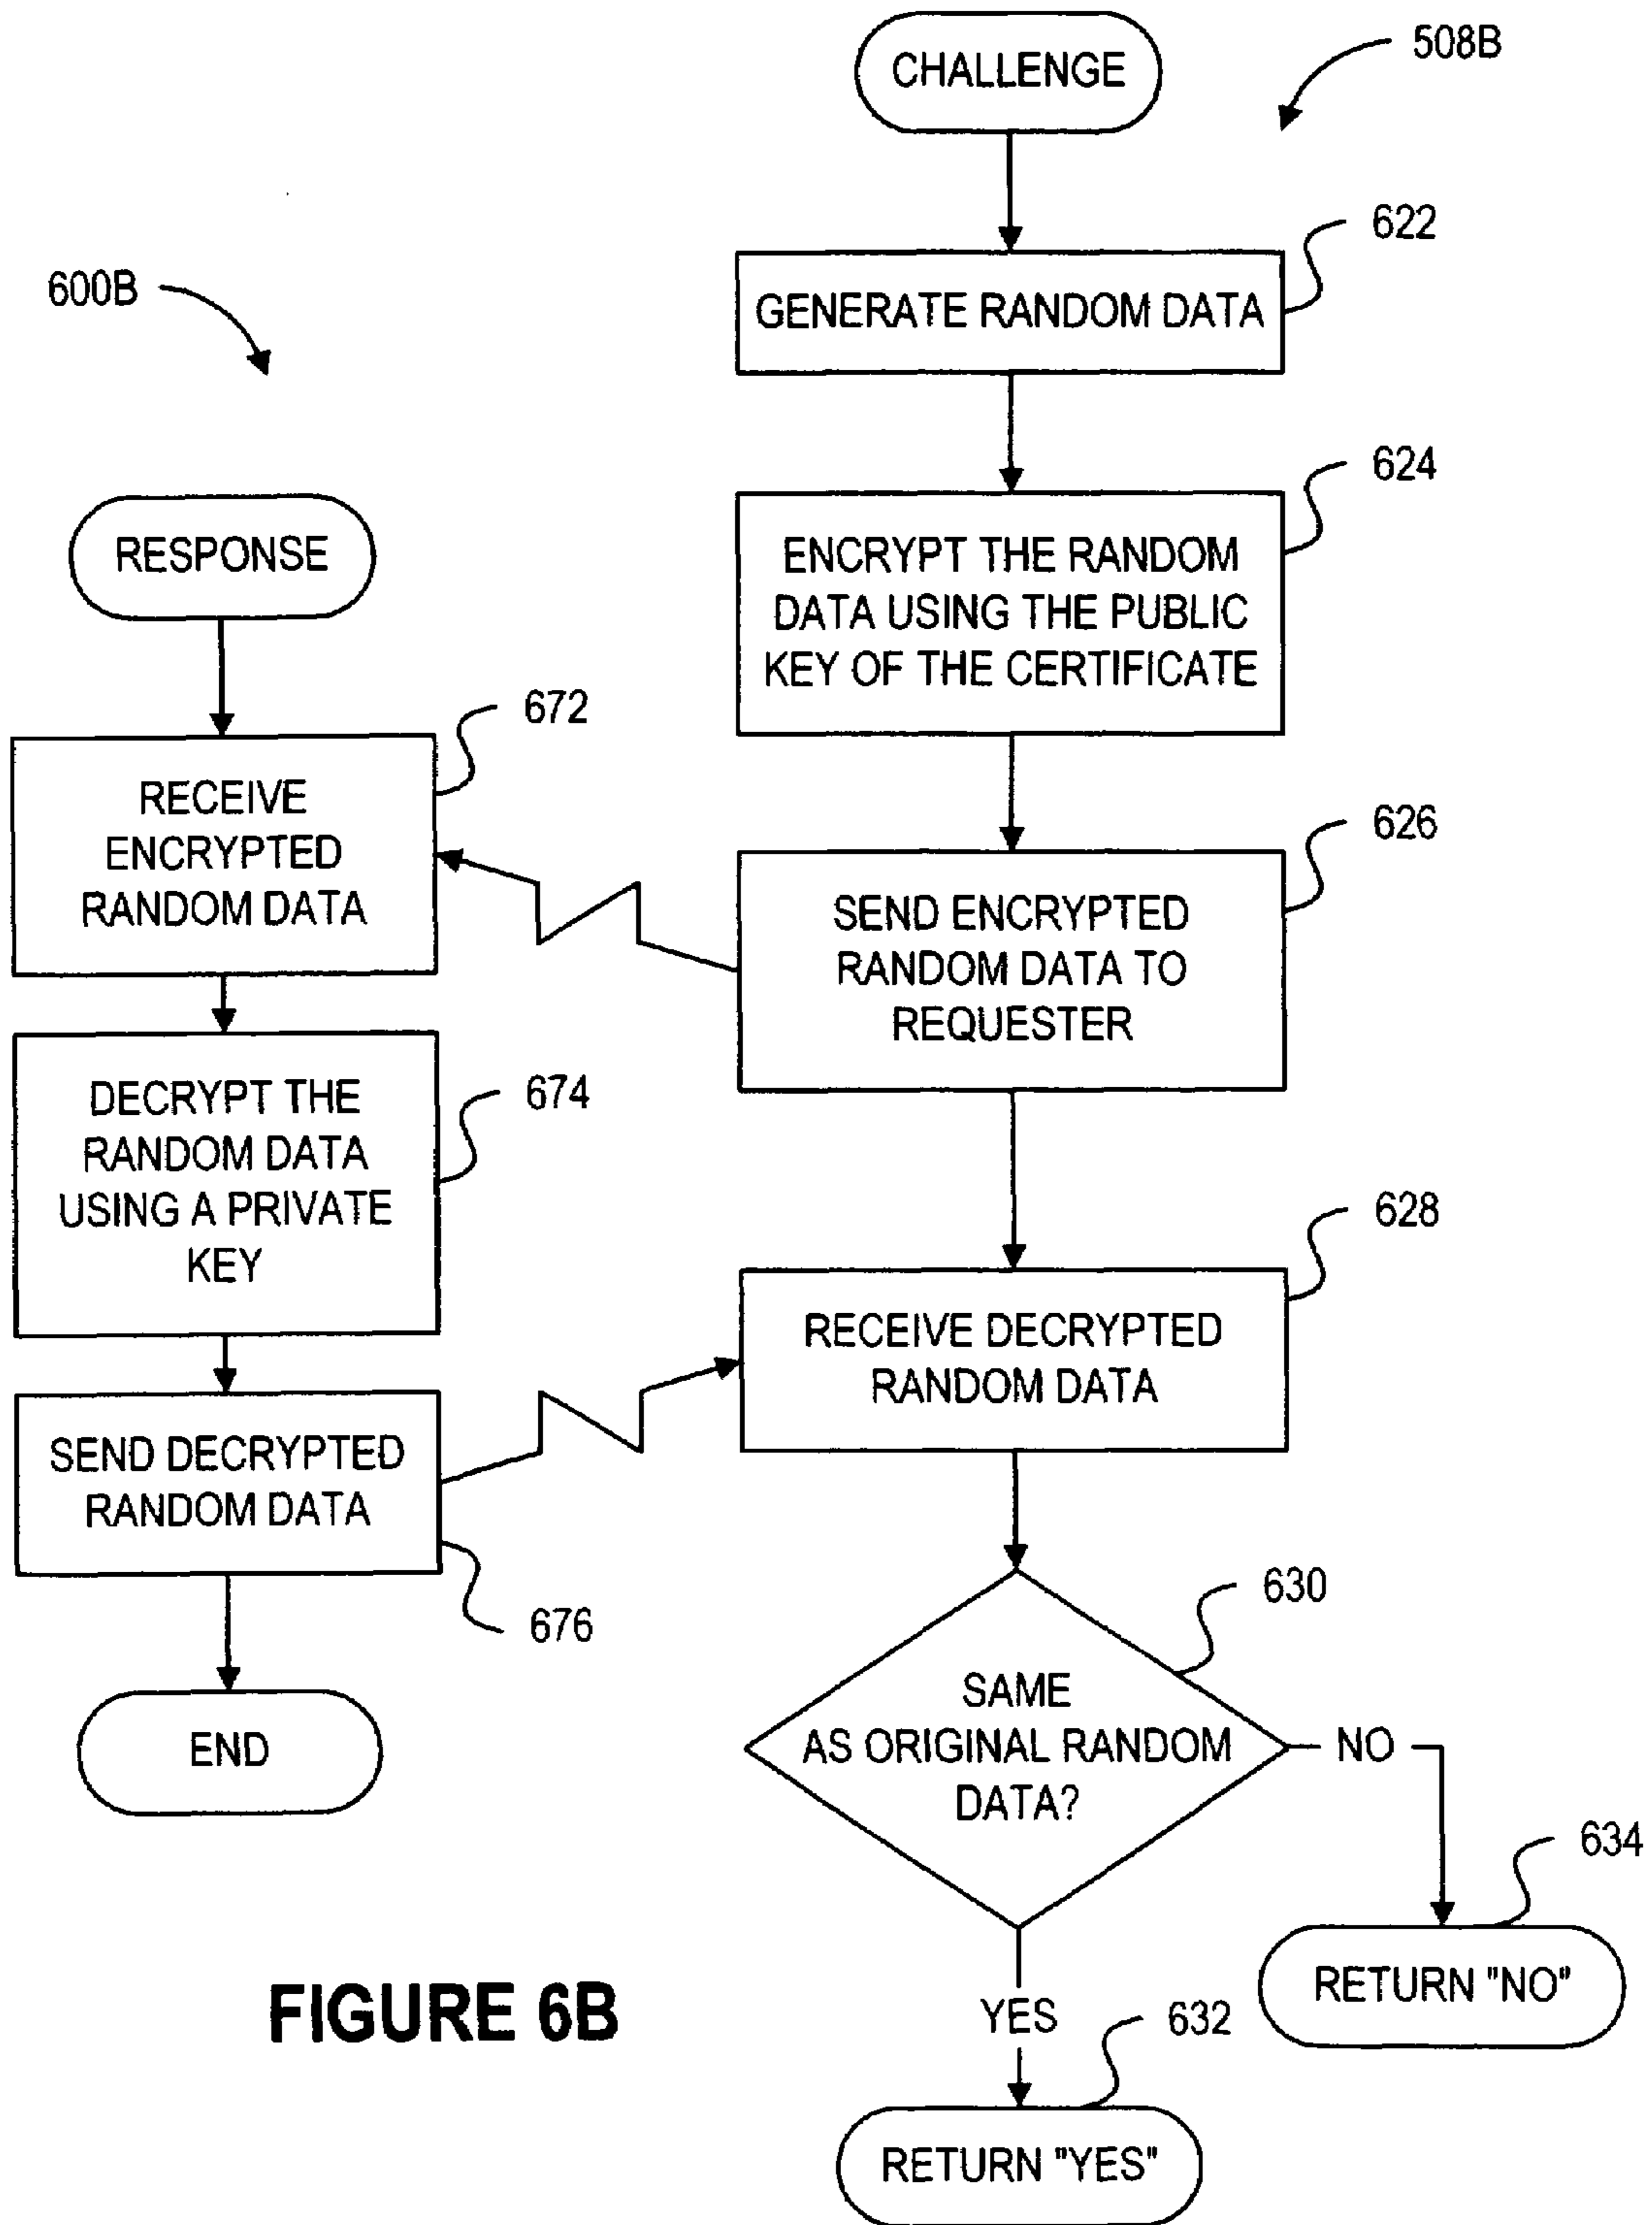 CHALLENGE
508B
622
GENERATE RANDOM DATA
600B
624
ENCRYPT THE RANDOM
DATA USING THE PUBLIC
KEY OF THE CERTIFICATE
RESPONSE
672
RECEIVE
ENCRYPTED
RANDOM DATA
626
SEND ENCRYPTED
RANDOM DATA TO
REQUESTER
674
DECRYPT THE
RANDOM DATA
USING A PRIVATE
KEY
628
RECEIVE DECRYPTED
RANDOM DATA
SEND DECRYPTED
RANDOM DATA
676
630
SAME
AS ORIGINAL RANDOM
DATA?
NO
END
634
RETURN "NO"
YES
632
RETURN "YES"
FIGURE 6B